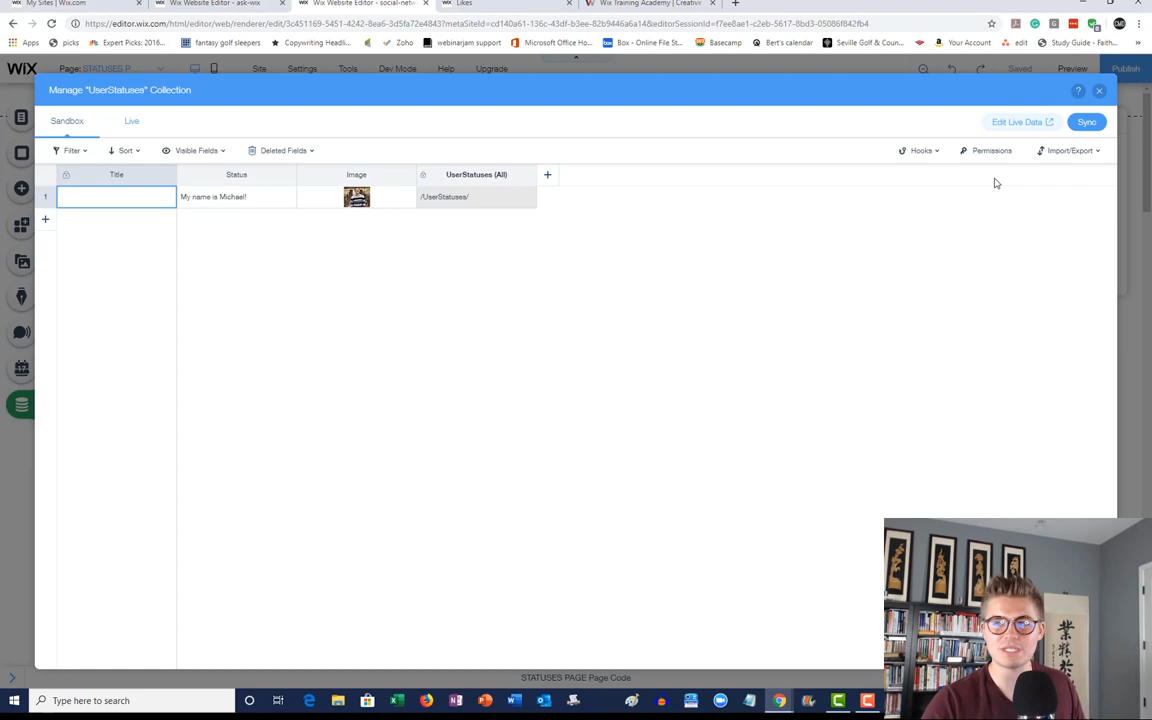 My Sites | Wix.com
Wix Website Editor - ask-wix
Wix Website Editor - social-netw
Likes
Wix Training Academy | Creative
https://editor.wix.com/html/editor/web/renderer/edit/3c451169-5451-4242-8ea6-3d5fa72e4843?metaSiteId=cd140a61-136c-43df-b3ee-82b9446a6a14&editorSessionId=f7ee8ae1-c2eb-5617-8bd3-05086f842fb4
Apps
picks
Expert Picks: 2016...
fantasy golf sleepers
Copywriting Headli...
Zoho
webinarjam support
Microsoft Office Ho...
Box - Online File St...
Basecamp
Bert's calendar
Seville Golf & Coun...
Your Account
edit
Study Guide - Faith...
WiX
Page: STATUSES P...
Site
Settings
Tools
Dev Mode
Help
Upgrade
Saved
Preview
Publish
Manage "UserStatuses" Collection
?
Sandbox
Live
Edit Live Data
Sync
Filter
Sort
Visible Fields
Deleted Fields
Hooks
Permissions
Import/Export
Title
Status
Image
UserStatuses (All)
1
My name is Michael!
/UserStatuses/
STATUSES PAGE Page Code
Type here to search